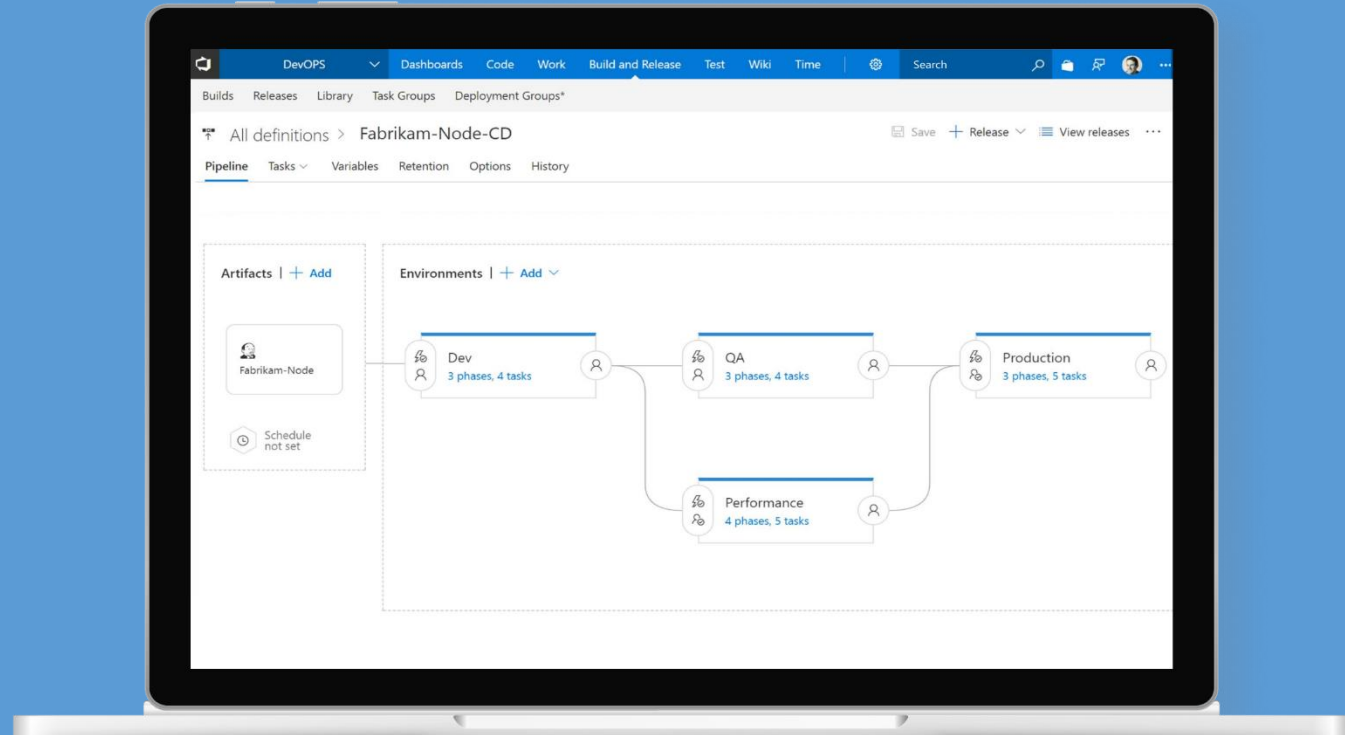 DevOPS Dashboards Code Work Build and Release Test Wiki Time Search
Builds Releases Library Task Groups Deployment Groups*
All definitions > Fabrikam-Node-CD Save + Release View releases ...
Pipeline Tasks Variables Retention Options History
Artifacts | + Add
Fabrikam-Node
Schedule
not set
Environments | + Add
Dev
3 phases, 4 tasks
QA
3 phases, 4 tasks
Production
3 phases, 5 tasks
Performance
4 phases, 5 tasks